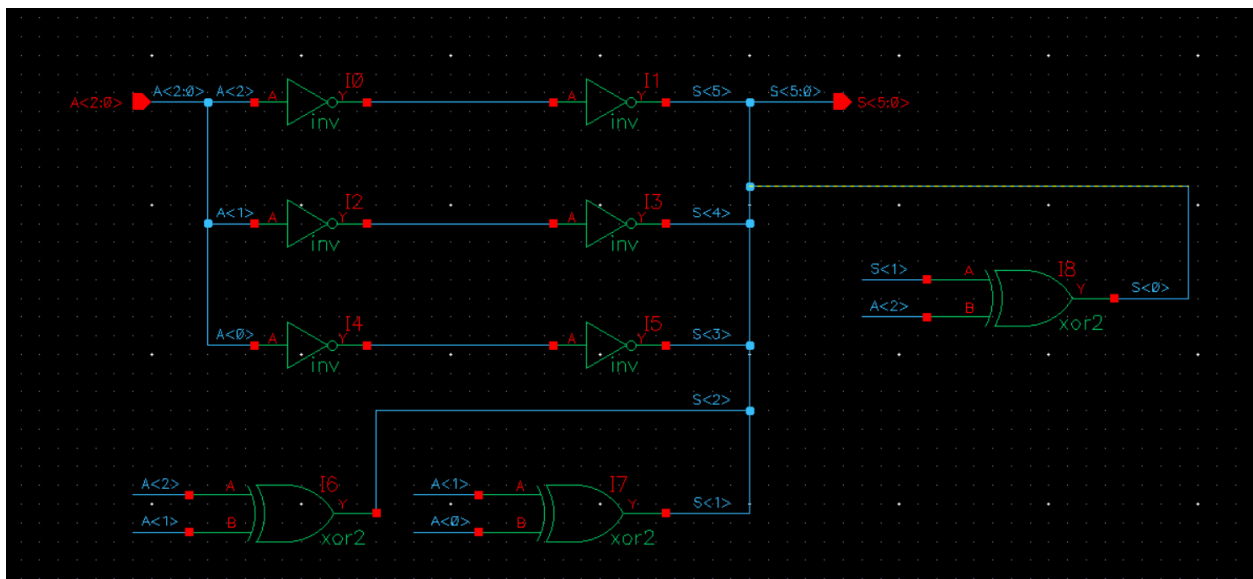 I0 I1
A<2:0> A<2:0> A<2> A Y A Y S<5> S<5:0> S<5:0>
inv inv
I2 I3
A<1> A Y A Y S<4>
inv inv
I8
S<1> A Y S<0>
A<2> B
xor2
I4 I5
A<0> A Y A Y S<3>
inv inv
S<2>
I6 I7
A<2> A Y A<1> A Y S<1>
A<1> B A<0> B
xor2 xor2